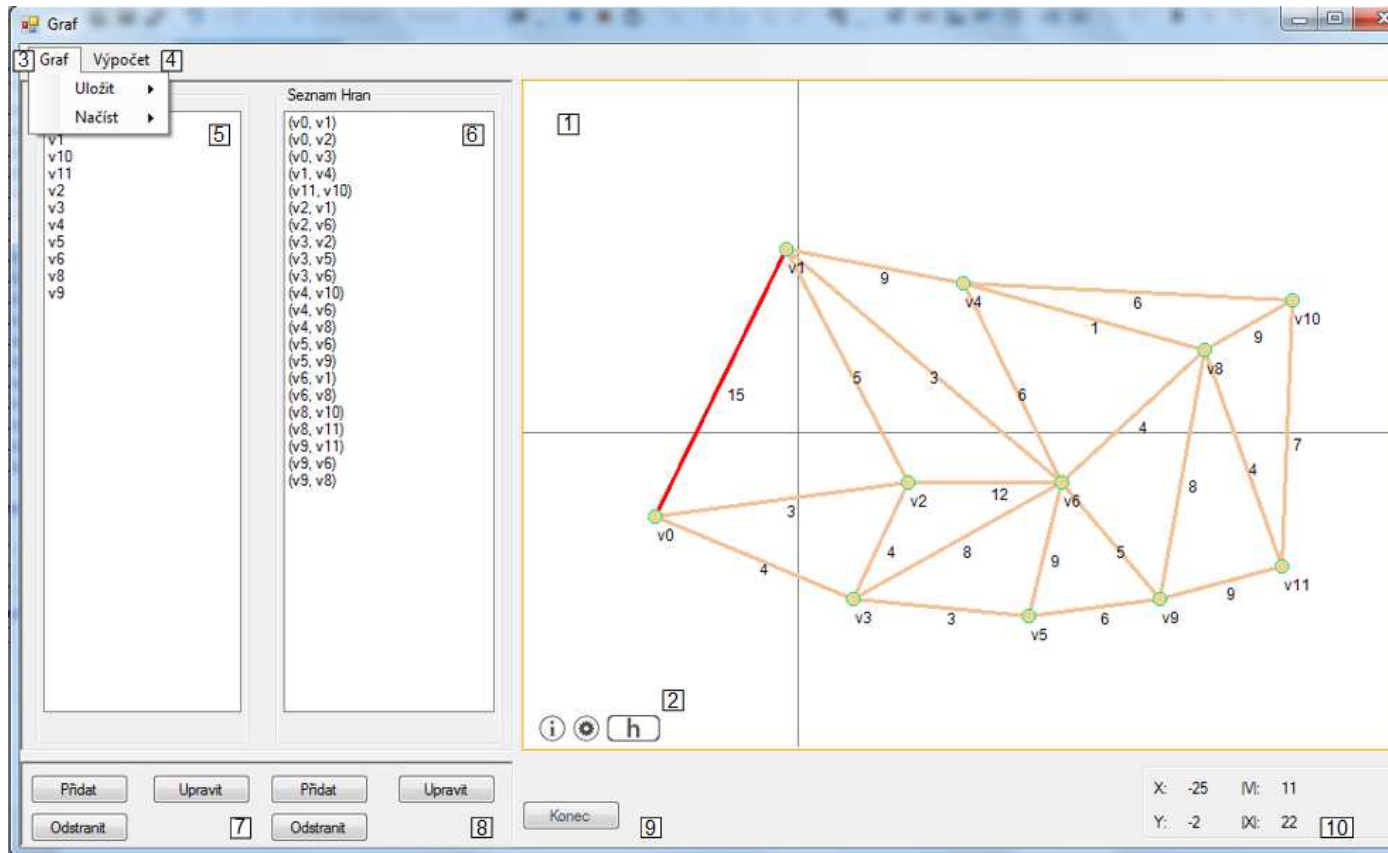 Graf
3 Graf Výpočet 4
Uložit
Načíst
Seznam Hran
5
6
v1
v10
v11
v2
v3
v4
v5
v6
v8
v9
(v0, v1)
(v0, v2)
(v0, v3)
(v1, v4)
(v11, v10)
(v2, v1)
(v2, v6)
(v3, v2)
(v3, v5)
(v3, v6)
(v4, v10)
(v4, v6)
(v4, v8)
(v5, v6)
(v5, v9)
(v6, v1)
(v6, v8)
(v8, v10)
(v8, v11)
(v9, v11)
(v9, v6)
(v9, v8)
1
v1
9
v4
6
v10
1
9
v8
15
5
3
6
4
7
4
8
v2
12
v6
3
v0
4
4
8
9
5
v11
9
v3
3
v5
6
v9
2
i
h
Přidat Upravit Přidat Upravit
Odstranit 7 Odstranit 8
Konec 9
X: -25 |V|: 11
Y: -2 |X|: 22 10